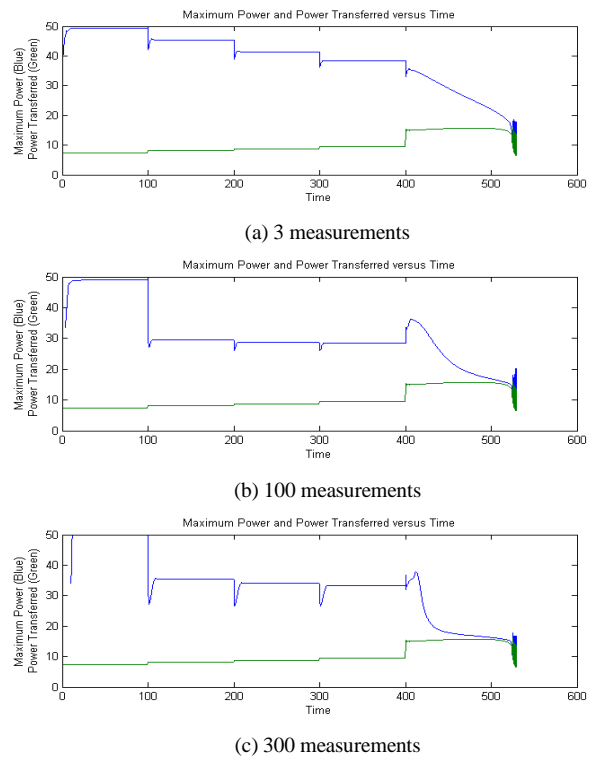 Maximum Power and Power Transferred versus Time
Maximum Power (Blue)
Power Transferred (Green)
50
40
30
20
10
0
0 100 200 300 400 500 600
Time
(a) 3 measurements
Maximum Power and Power Transferred versus Time
Maximum Power (Blue)
Power Transferred (Green)
50
40
30
20
10
0
0 100 200 300 400 500 600
Time
(b) 100 measurements
Maximum Power and Power Transferred versus Time
Maximum Power (Blue)
Power Transferred (Green)
50
40
30
20
10
0
0 100 200 300 400 500 600
Time
(c) 300 measurements